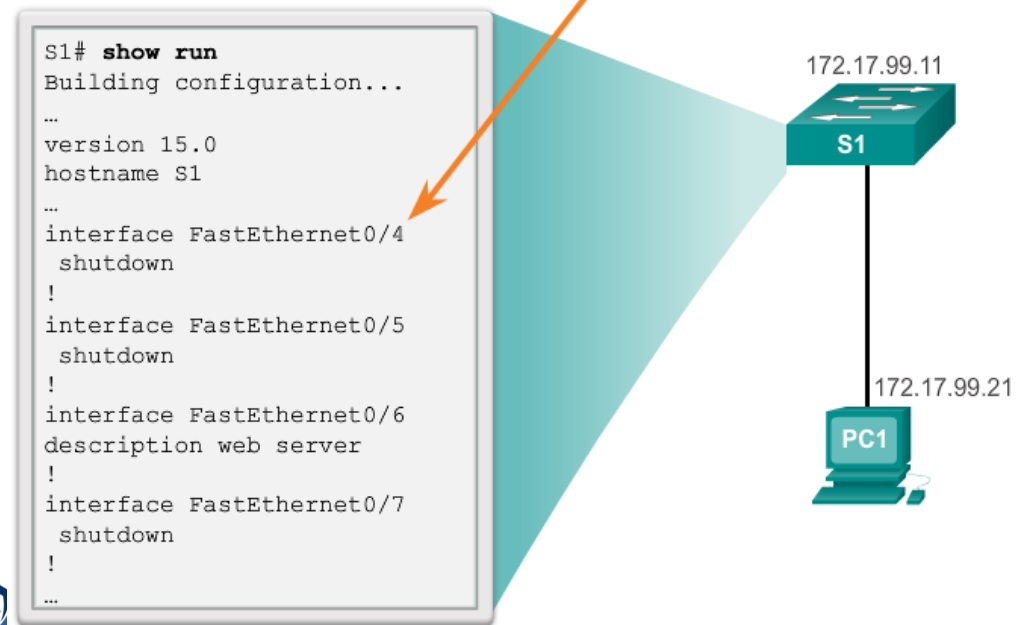 S1# show run
Building configuration...
…
version 15.0
hostname S1
…
interface FastEthernet0/4
 shutdown
!
interface FastEthernet0/5
 shutdown
!
interface FastEthernet0/6
description web server
!
interface FastEthernet0/7
 shutdown
!
…
172.17.99.11
S1
172.17.99.21
PC1